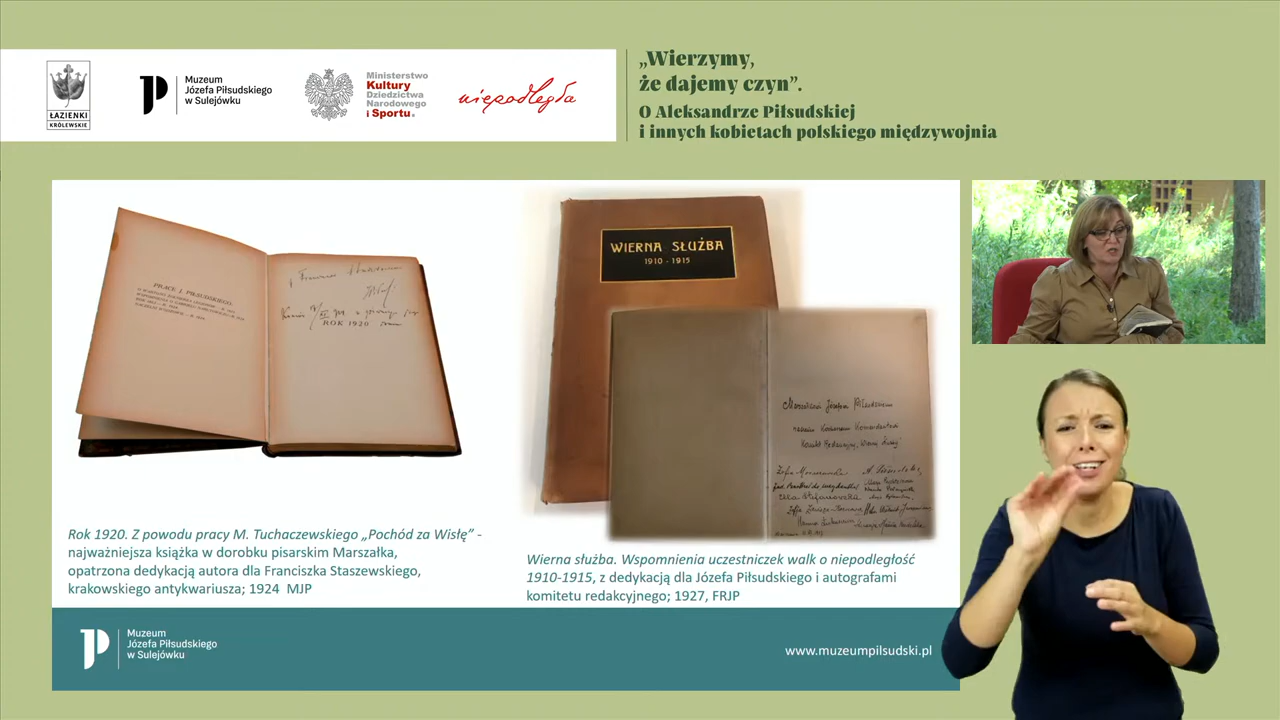 ŁAZIENKI
KRÓLEWSKIE
Muzeum
Józefa Piłsudskiego
w Sulejówku
Ministerstwo
Kultury
Dziedzictwa
Narodowego
i Sportu.
niepodległa
„Wierzymy,
że dajemy czyn”.
O Aleksandrze Piłsudskiej
i innych kobietach polskiego międzywojnia
PRACE J. PIŁSUDSKIEGO.
ROK 1920
WIERNA SŁUŻBA
1910 - 1915
Rok 1920. Z powodu pracy M. Tuchaczewskiego „Pochód za Wisłę” -
najważniejsza książka w dorobku pisarskim Marszałka,
opatrzona dedykacją autora dla Franciszka Staszewskiego,
krakowskiego antykwariusza; 1924 MJP
Wierna służba. Wspomnienia uczestniczek walk o niepodległość
1910-1915, z dedykacją dla Józefa Piłsudskiego i autografami
komitetu redakcyjnego; 1927, FRJP
Muzeum
Józefa Piłsudskiego
w Sulejówku
www.muzeumpilsudski.pl